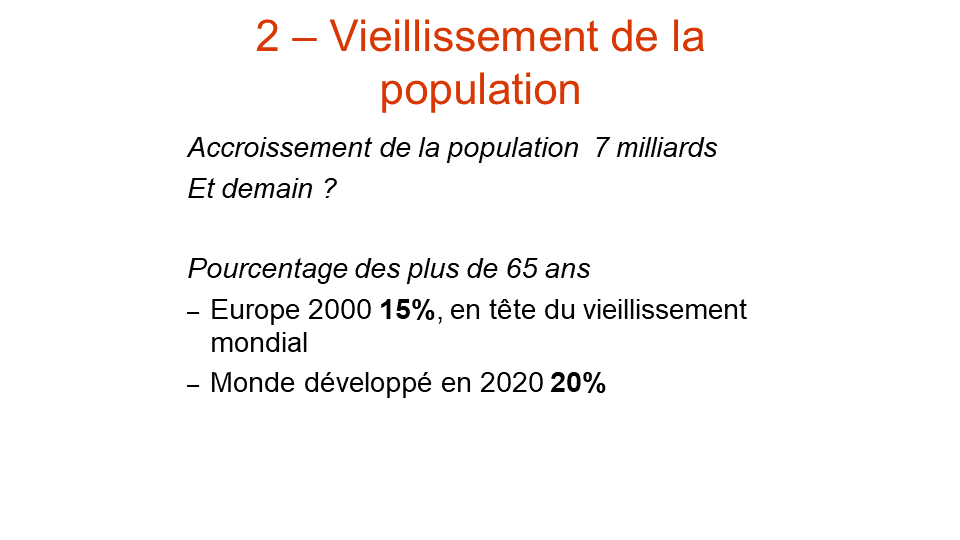 2 – Vieillissement de la
population
Accroissement de la population  7 milliards
Et demain ?
Pourcentage des plus de 65 ans
– Europe 2000 15%, en tête du vieillissement
mondial
– Monde développé en 2020 20%